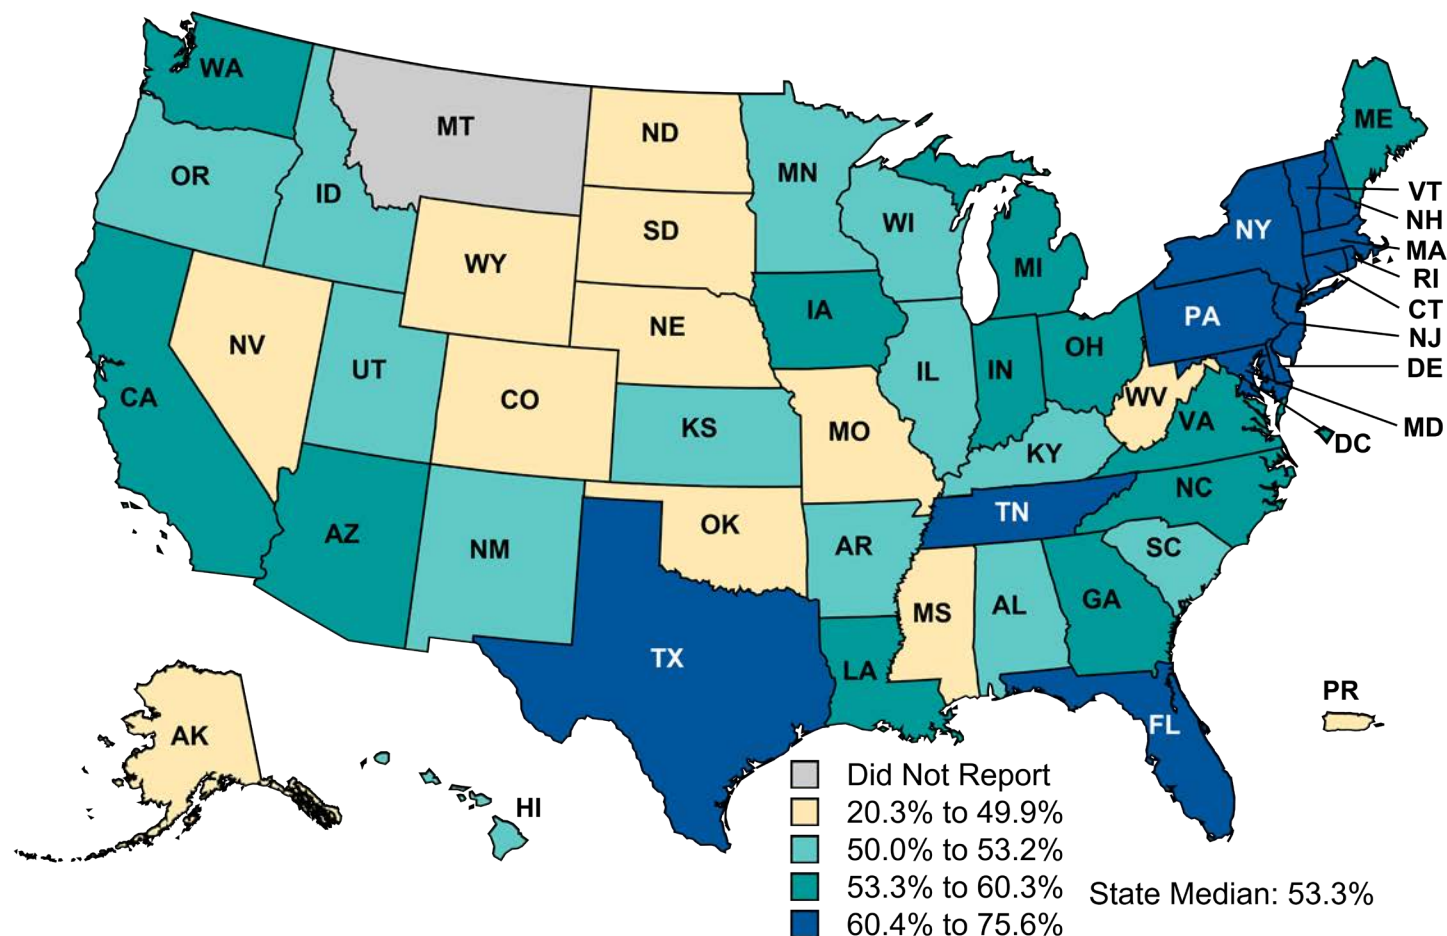 WA
MT
ND
MN
ME
OR
ID
VT
WI
NH
SD
NY
MA
WY
MI
RI
IA
CT
NE
PA
NV
NJ
OH
UT
IL
IN
DE
CO
CA
WV
KS
MO
VA
MD
DC
KY
NC
TN
OK
AZ
AR
SC
NM
GA
AL
MS
TX
LA
PR
FL
AK
HI
Did Not Report
20.3% to 49.9%
50.0% to 53.2%
53.3% to 60.3%
State Median: 53.3%
60.4% to 75.6%